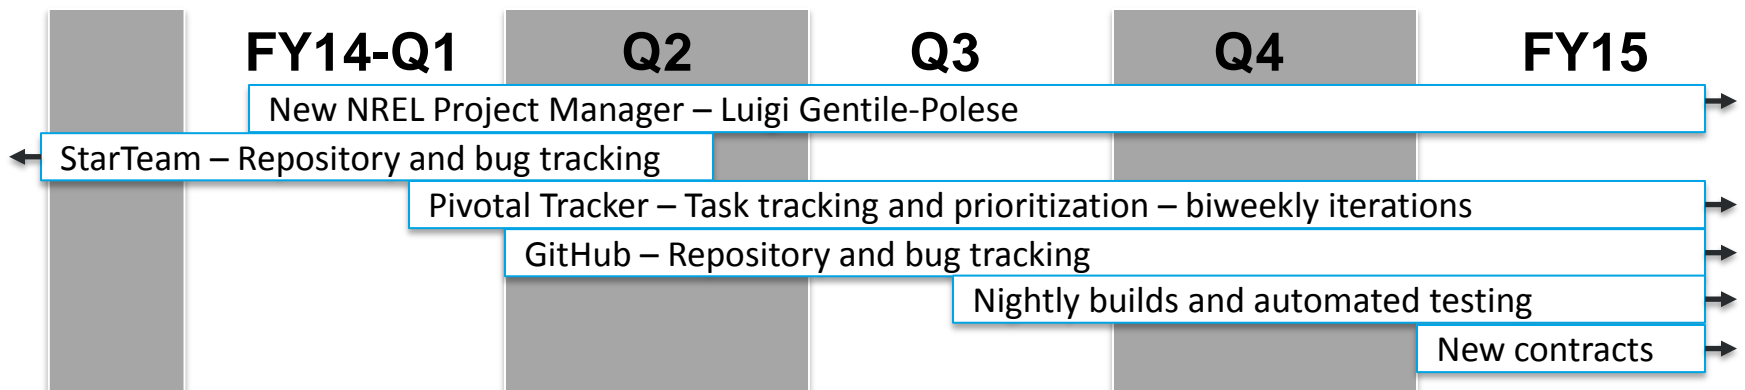 FY14-Q1 Q2 Q3 Q4 FY15
New NREL Project Manager – Luigi Gentile-Polese
StarTeam – Repository and bug tracking
Pivotal Tracker – Task tracking and prioritization – biweekly iterations
GitHub – Repository and bug tracking
Nightly builds and automated testing
New contracts